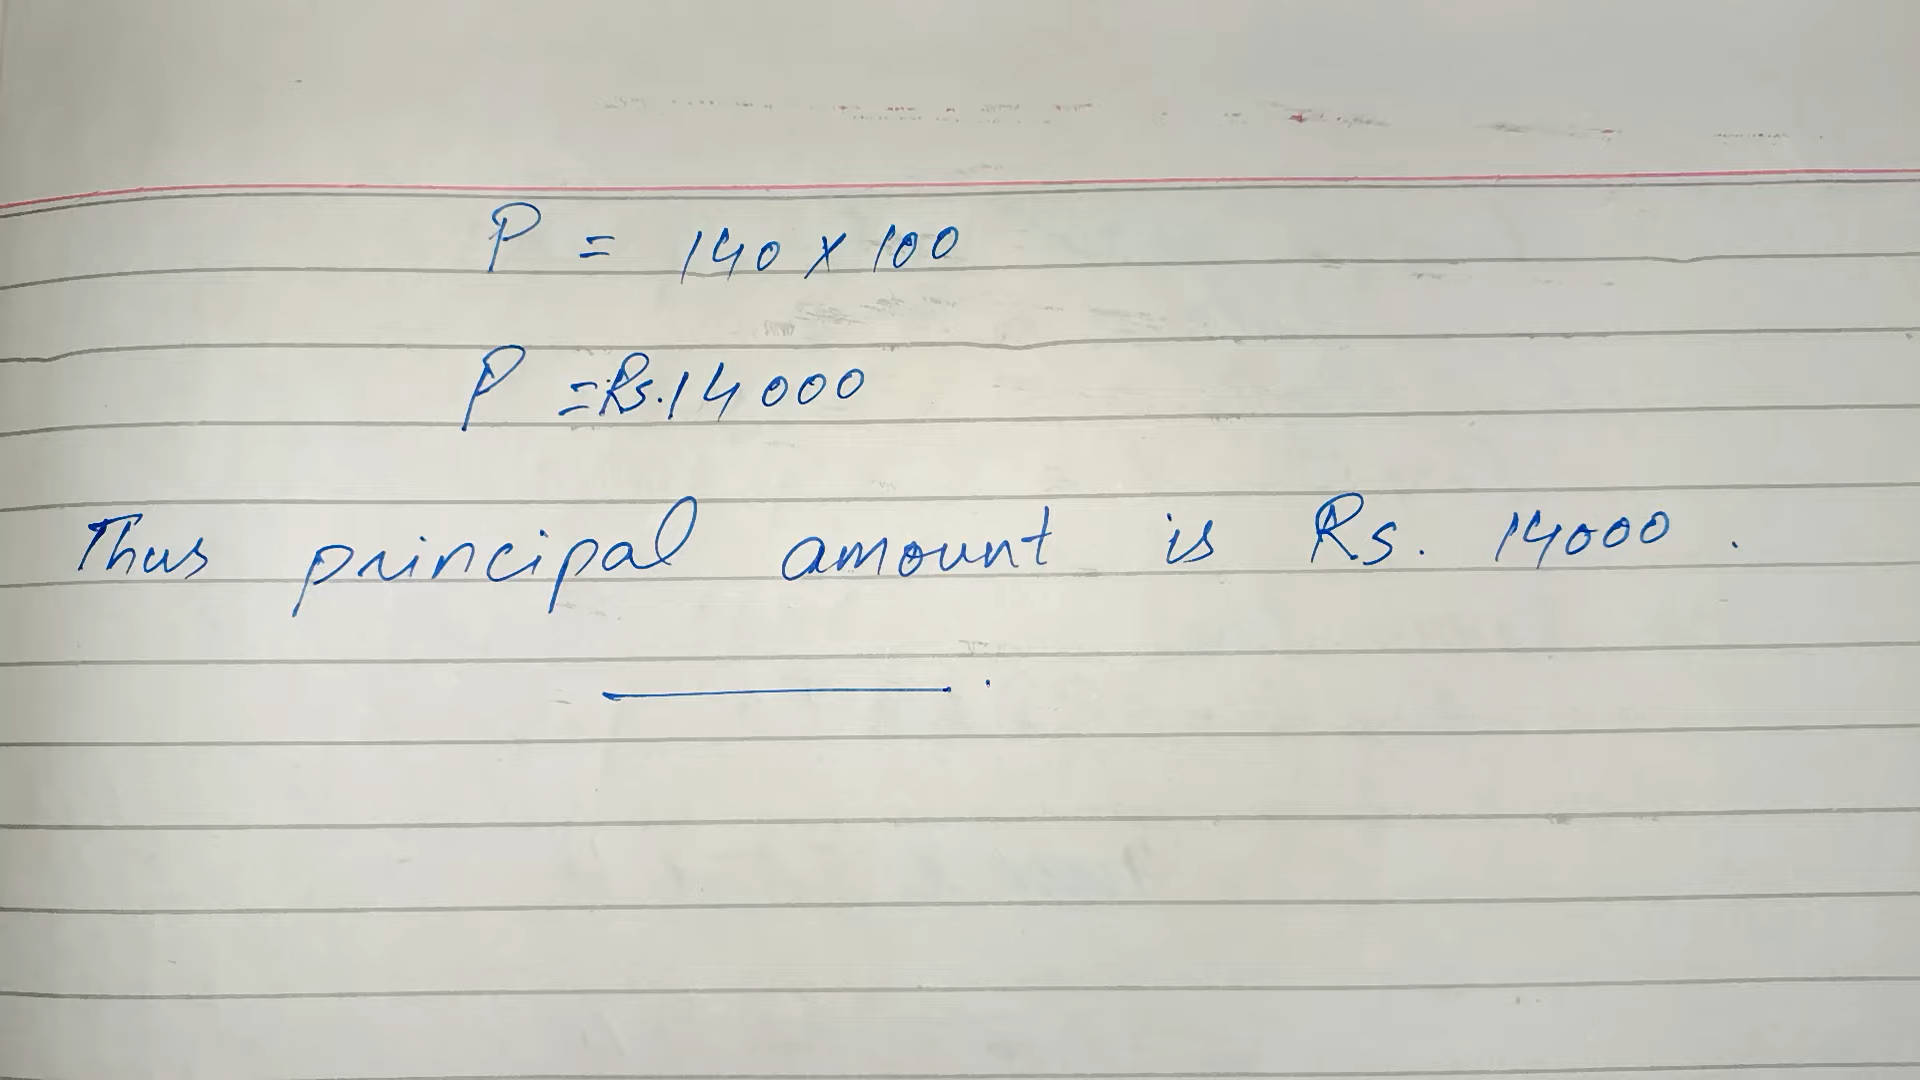 P = 140 x 100
P = Rs. 14000
Thus principal amount is Rs. 14000.